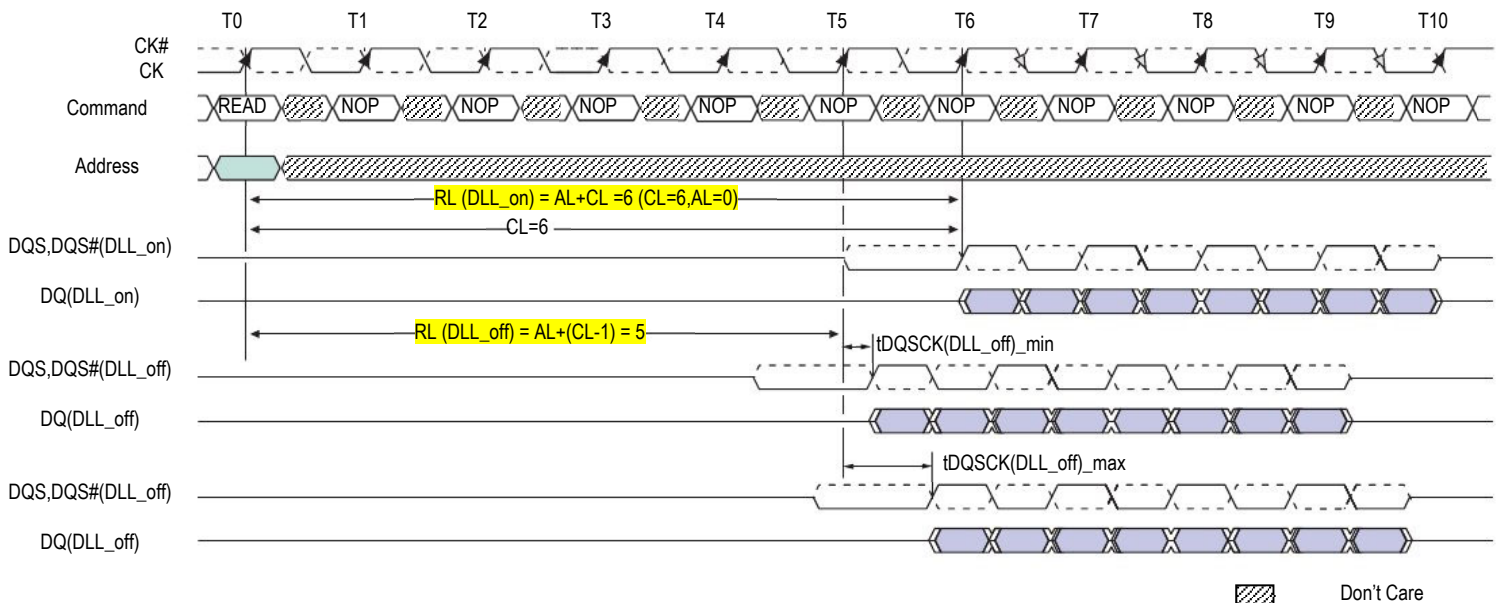 T0 T1 T2 T3 T4 T5 T6 T7 T8 T9 T10
CK#
CK
Command READ NOP NOP NOP NOP NOP NOP NOP NOP NOP NOP
Address
RL (DLL_on) = AL+CL =6 (CL=6,AL=0)
CL=6
DQS,DQS#(DLL_on)
DQ(DLL_on)
RL (DLL_off) = AL+(CL-1) = 5
tDQSCK(DLL_off)_min
DQS,DQS#(DLL_off)
DQ(DLL_off)
tDQSCK(DLL_off)_max
DQS,DQS#(DLL_off)
DQ(DLL_off)
Don't Care